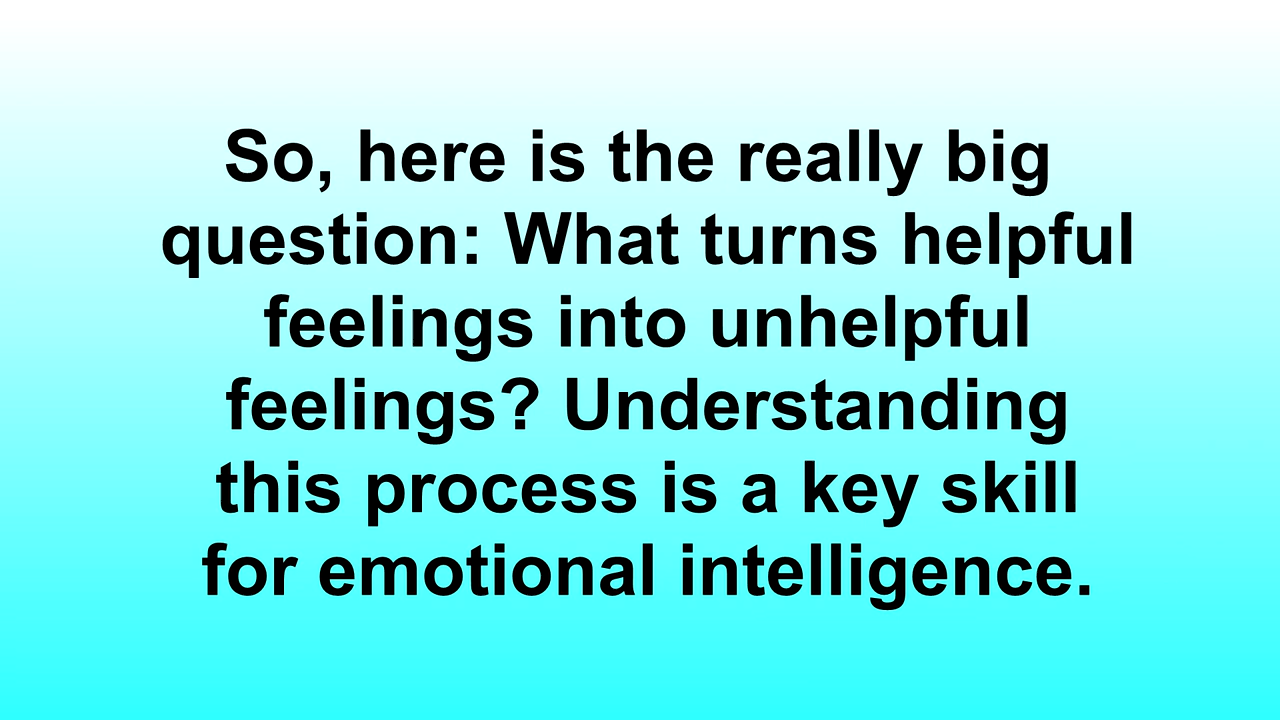 So, here is the really big
question: What turns helpful
feelings into unhelpful
feelings? Understanding
this process is a key skill
for emotional intelligence.